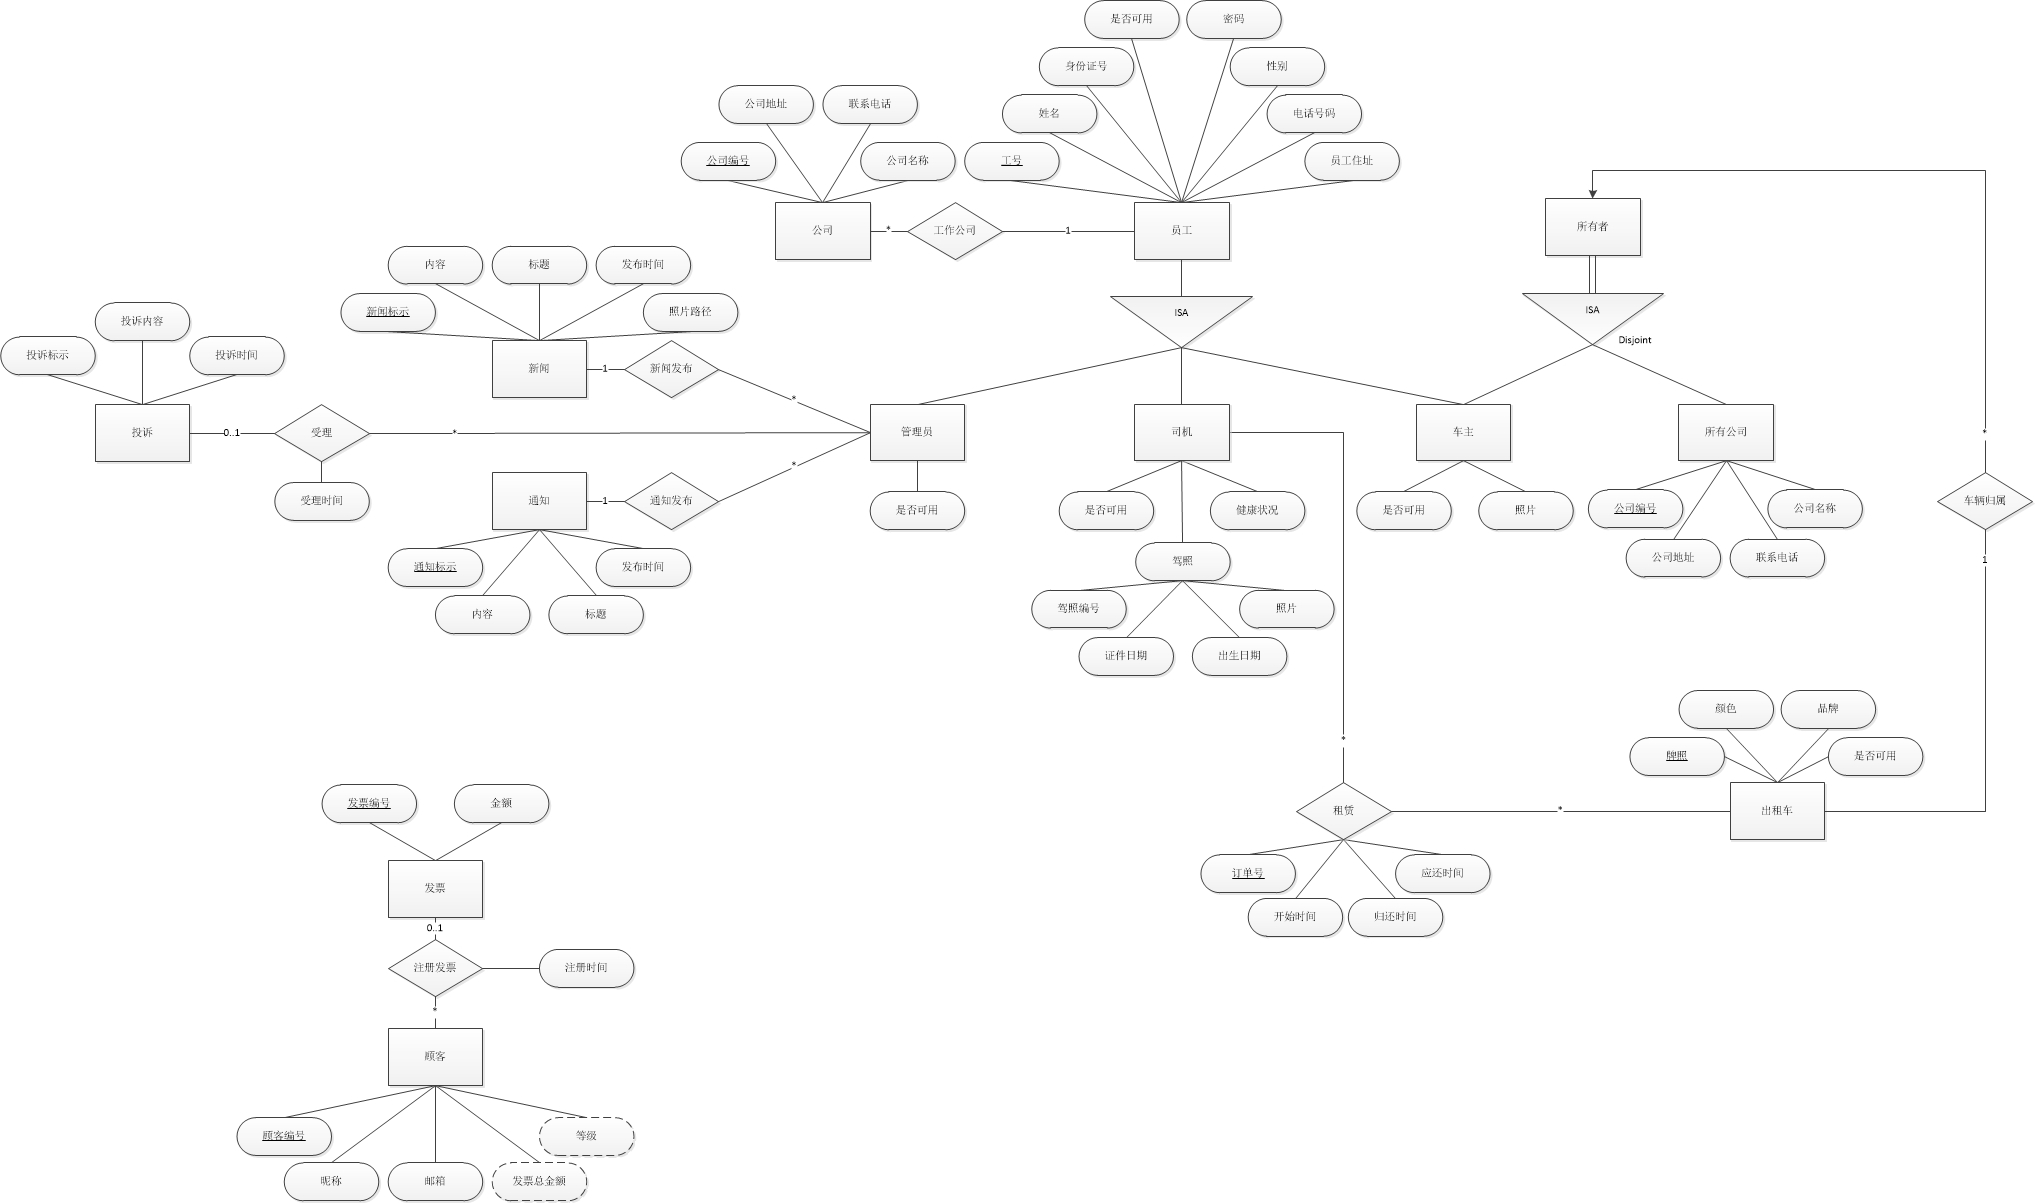 是否可用
密码
身份证号
性别
公司地址
联系电话
姓名
电话号码
公司编号
公司名称
工号
员工住址
公司
*
工作公司
1
员工
所有者
内容
标题
发布时间
新闻标示
照片路径
ISA
ISA
Disjoint
投诉内容
投诉标示
投诉时间
新闻
1
新闻发布
*
投诉
0..1
受理
*
管理员
司机
车主
所有公司
*
受理时间
通知
1
通知发布
*
是否可用
是否可用
健康状况
是否可用
照片
公司编号
公司名称
车辆归属
通知标示
发布时间
驾照
公司地址
联系电话
1
内容
标题
驾照编号
照片
证件日期
出生日期
颜色
品牌
*
牌照
是否可用
发票编号
金额
租赁
*
出租车
发票
订单号
应还时间
开始时间
归还时间
0..1
注册发票
注册时间
*
顾客
顾客编号
等级
昵称
邮箱
发票总金额